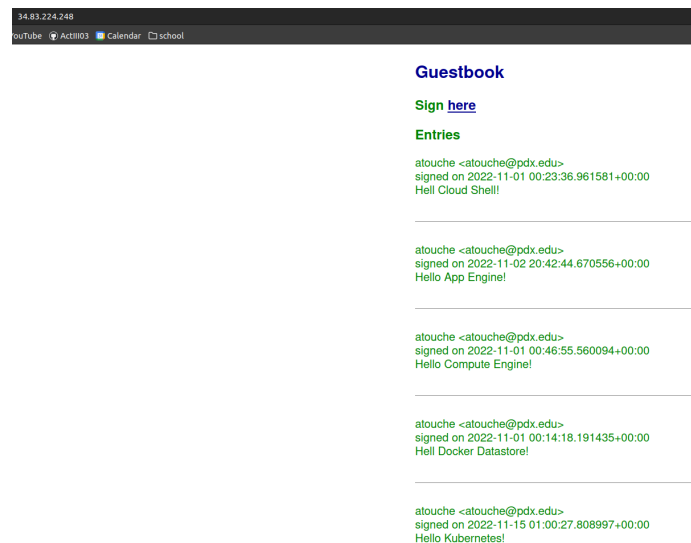 34.83.224.248
YouTube ActIII03 Calendar school
Guestbook
Sign here
Entries
atouche <atouche@pdx.edu>
signed on 2022-11-01 00:23:36.961581+00:00
Hell Cloud Shell!
atouche <atouche@pdx.edu>
signed on 2022-11-02 20:42:44.670556+00:00
Hello App Engine!
atouche <atouche@pdx.edu>
signed on 2022-11-01 00:46:55.560094+00:00
Hello Compute Engine!
atouche <atouche@pdx.edu>
signed on 2022-11-01 00:14:18.191435+00:00
Hell Docker Datastore!
atouche <atouche@pdx.edu>
signed on 2022-11-15 01:00:27.808997+00:00
Hello Kubernetes!